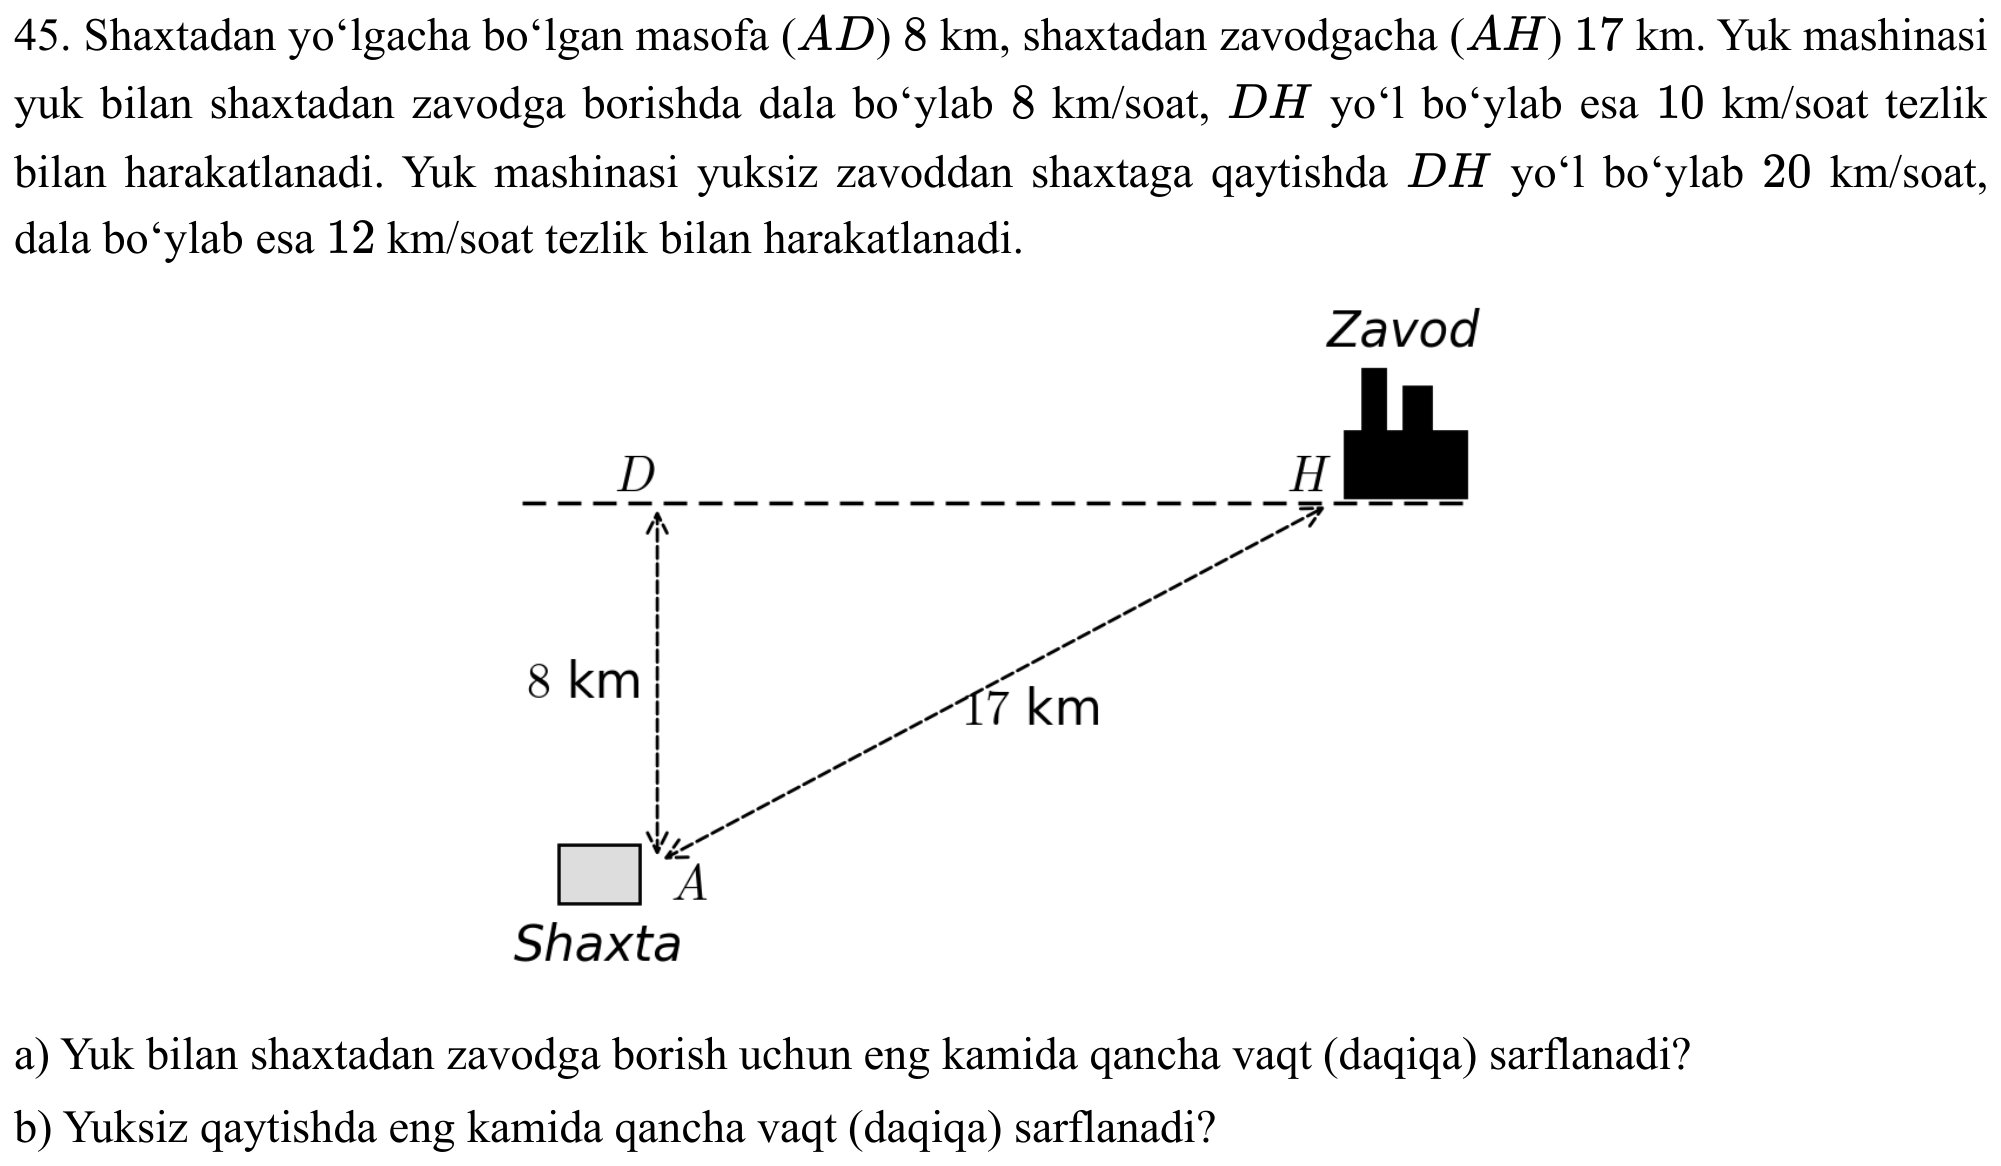 45. Shaxtadan yo‘lgacha bo‘lgan masofa (AD) 8 km, shaxtadan zavodgacha (AH) 17 km. Yuk mashinasi
yuk bilan shaxtadan zavodga borishda dala bo‘ylab 8 km/soat, DH yo‘l bo‘ylab esa 10 km/soat tezlik
bilan harakatlanadi. Yuk mashinasi yuksiz zavoddan shaxtaga qaytishda DH yo‘l bo‘ylab 20 km/soat,
dala bo‘ylab esa 12 km/soat tezlik bilan harakatlanadi.
Zavod
D
H
8 km
17 km
A
Shaxta
a) Yuk bilan shaxtadan zavodga borish uchun eng kamida qancha vaqt (daqiqa) sarflanadi?
b) Yuksiz qaytishda eng kamida qancha vaqt (daqiqa) sarflanadi?